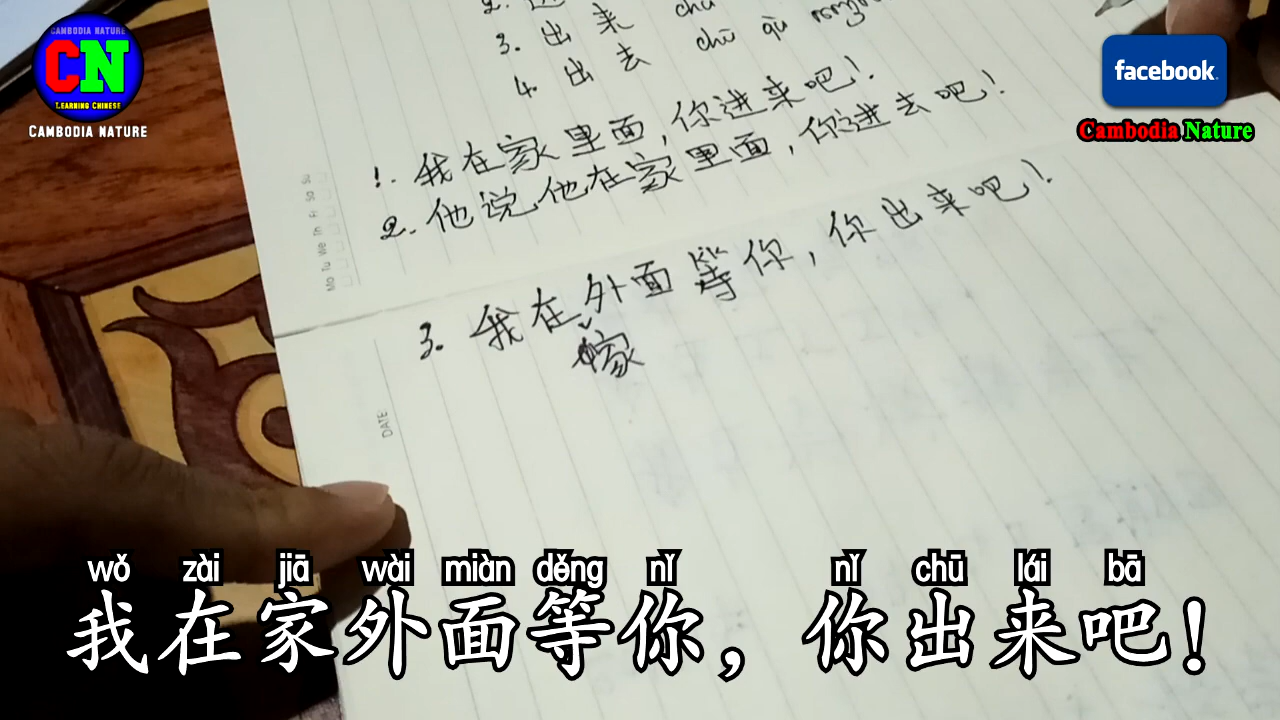 CAMBODIA NATURE
CN
LEARNING CHINESE
CAMBODIA NATURE
facebook
Cambodia Nature
2.
3. 出来 chū
4. 出去 chū qù
1. 我在家里面,你进来吧!
2. 他说他在家里面,你进去吧!
Mo Tu We Th Fr Sa Su
3. 我在外面等你,你出来吧!
家
DATE
wǒ zài jiā wài miàn děng nǐ nǐ chū lái bā
我在家外面等你,你出来吧!